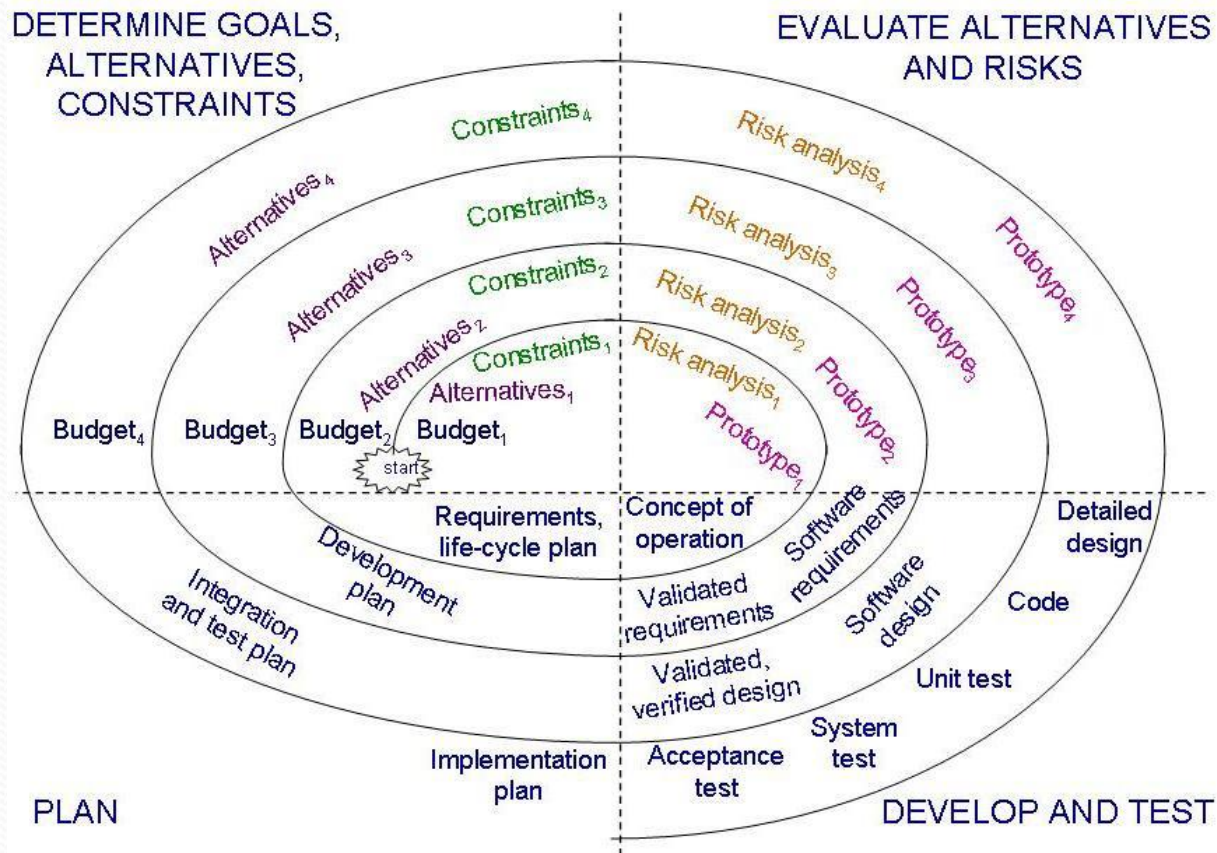 DETERMINE GOALS,
ALTERNATIVES,
CONSTRAINTS
EVALUATE ALTERNATIVES
AND RISKS
Constraints₄
Risk analysis₄
Alternatives₄
Constraints₃
Risk analysis₃
Prototype₄
Alternatives₃
Constraints₂
Risk analysis₂
Prototype₃
Alternatives₂
Constraints₁
Risk analysis₁
Prototype₂
Alternatives₁
Prototype₁
Budget₄
Budget₃
Budget₂
Budget₁
start
Requirements,
life-cycle plan
Concept of
operation
Software
requirements
Detailed
design
Development
plan
Validated
requirements
Software
design
Code
Integration
and test plan
Validated,
verified design
Unit test
Implementation
plan
Acceptance
test
System
test
PLAN
DEVELOP AND TEST